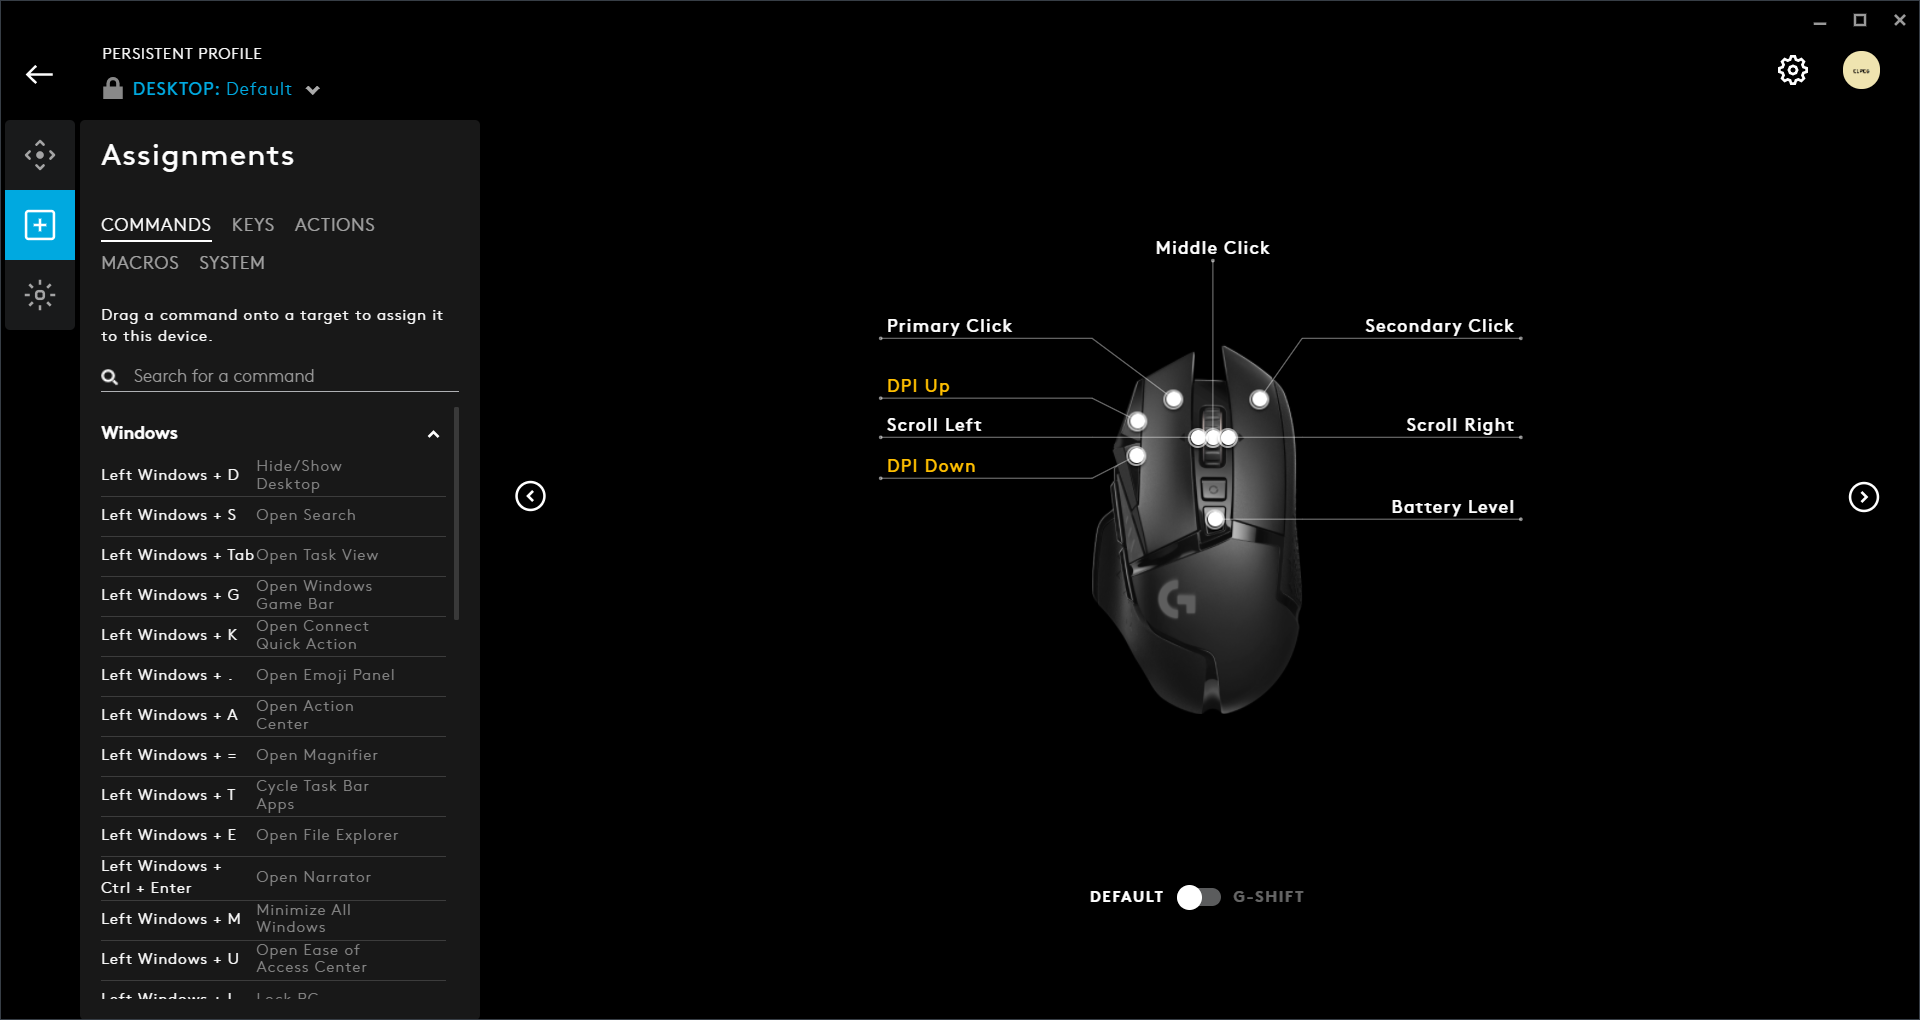 PERSISTENT PROFILE
DESKTOP: Default
Assignments
COMMANDS KEYS ACTIONS
MACROS SYSTEM
Drag a command onto a target to assign it
to this device.
Search for a command
Windows
Left Windows + D Hide/Show
Desktop
Left Windows + S Open Search
Left Windows + Tab Open Task View
Left Windows + G Open Windows
Game Bar
Left Windows + K Open Connect
Quick Action
Left Windows + . Open Emoji Panel
Left Windows + A Open Action
Center
Left Windows + = Open Magnifier
Left Windows + T Cycle Task Bar
Apps
Left Windows + E Open File Explorer
Left Windows +
Ctrl + Enter
Open Narrator
Left Windows + M Minimize All
Windows
Left Windows + U Open Ease of
Access Center
Left Windows + L Lock PC
Middle Click
Primary Click
Secondary Click
DPI Up
Scroll Left
Scroll Right
DPI Down
Battery Level
DEFAULT G-SHIFT